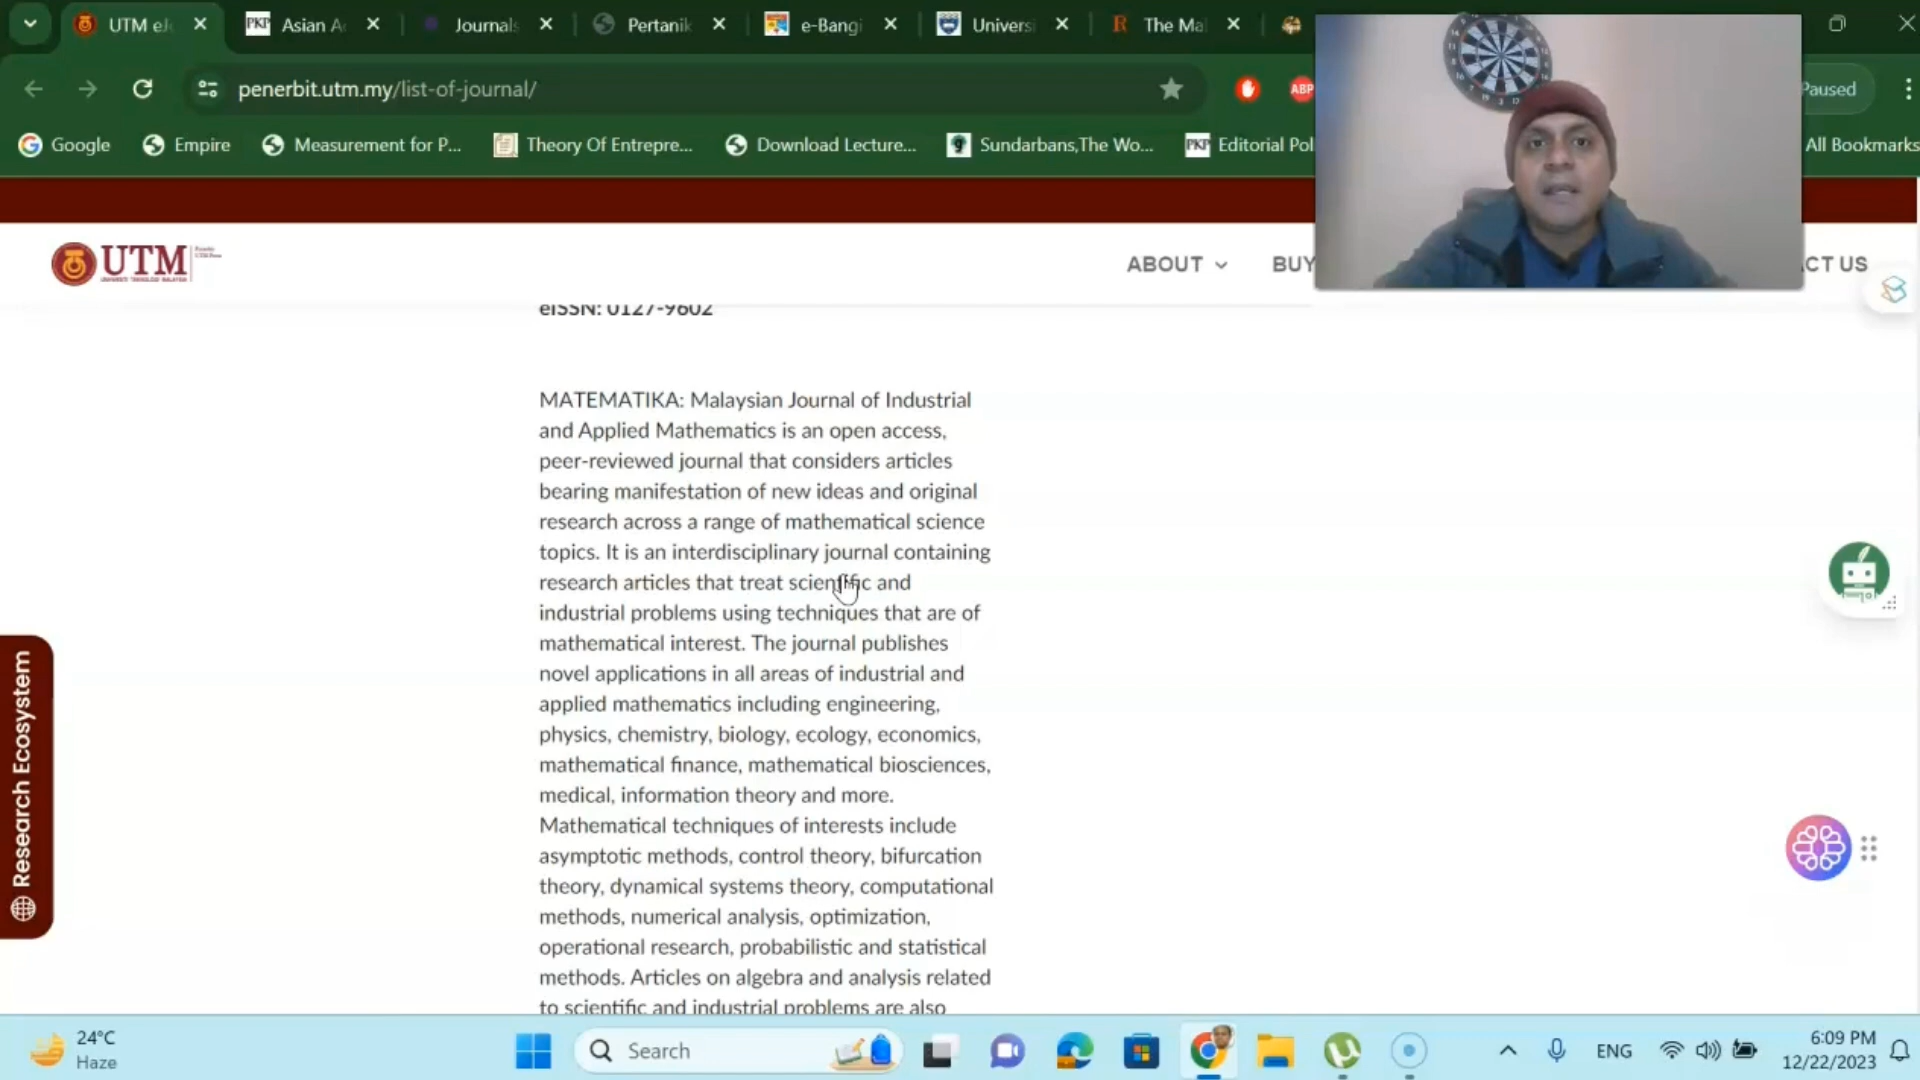 UTM eJ
Asian A
Journals
Pertanik
e-Bangi
Univers
The Mal
penerbit.utm.my/list-of-journal/
ABP
Paused
Google
Empire
Measurement for P...
Theory Of Entrepre...
Download Lecture...
Sundarbans,The Wo...
PKP
Editorial Pol
All Bookmarks
UTM
UNIVERSITI TEKNOLOGI MALAYSIA
ABOUT
BUY
CT US
eISSN: 0127-9602
MATEMATIKA: Malaysian Journal of Industrial
and Applied Mathematics is an open access,
peer-reviewed journal that considers articles
bearing manifestation of new ideas and original
research across a range of mathematical science
topics. It is an interdisciplinary journal containing
research articles that treat scientific and
industrial problems using techniques that are of
mathematical interest. The journal publishes
novel applications in all areas of industrial and
applied mathematics including engineering,
physics, chemistry, biology, ecology, economics,
mathematical finance, mathematical biosciences,
medical, information theory and more.
Mathematical techniques of interests include
asymptotic methods, control theory, bifurcation
theory, dynamical systems theory, computational
methods, numerical analysis, optimization,
operational research, probabilistic and statistical
methods. Articles on algebra and analysis related
to scientific and industrial problems are also
Research Ecosystem
24°C
Haze
Search
ENG
6:09 PM
12/22/2023